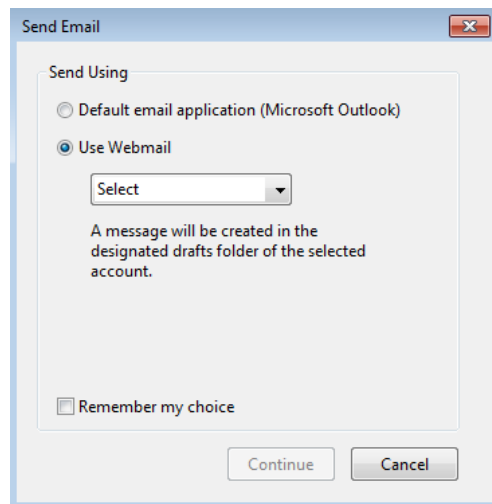 Send Email
Send Using
Default email application (Microsoft Outlook)
Use Webmail
Select
A message will be created in the
designated drafts folder of the selected
account.
Remember my choice
Continue
Cancel